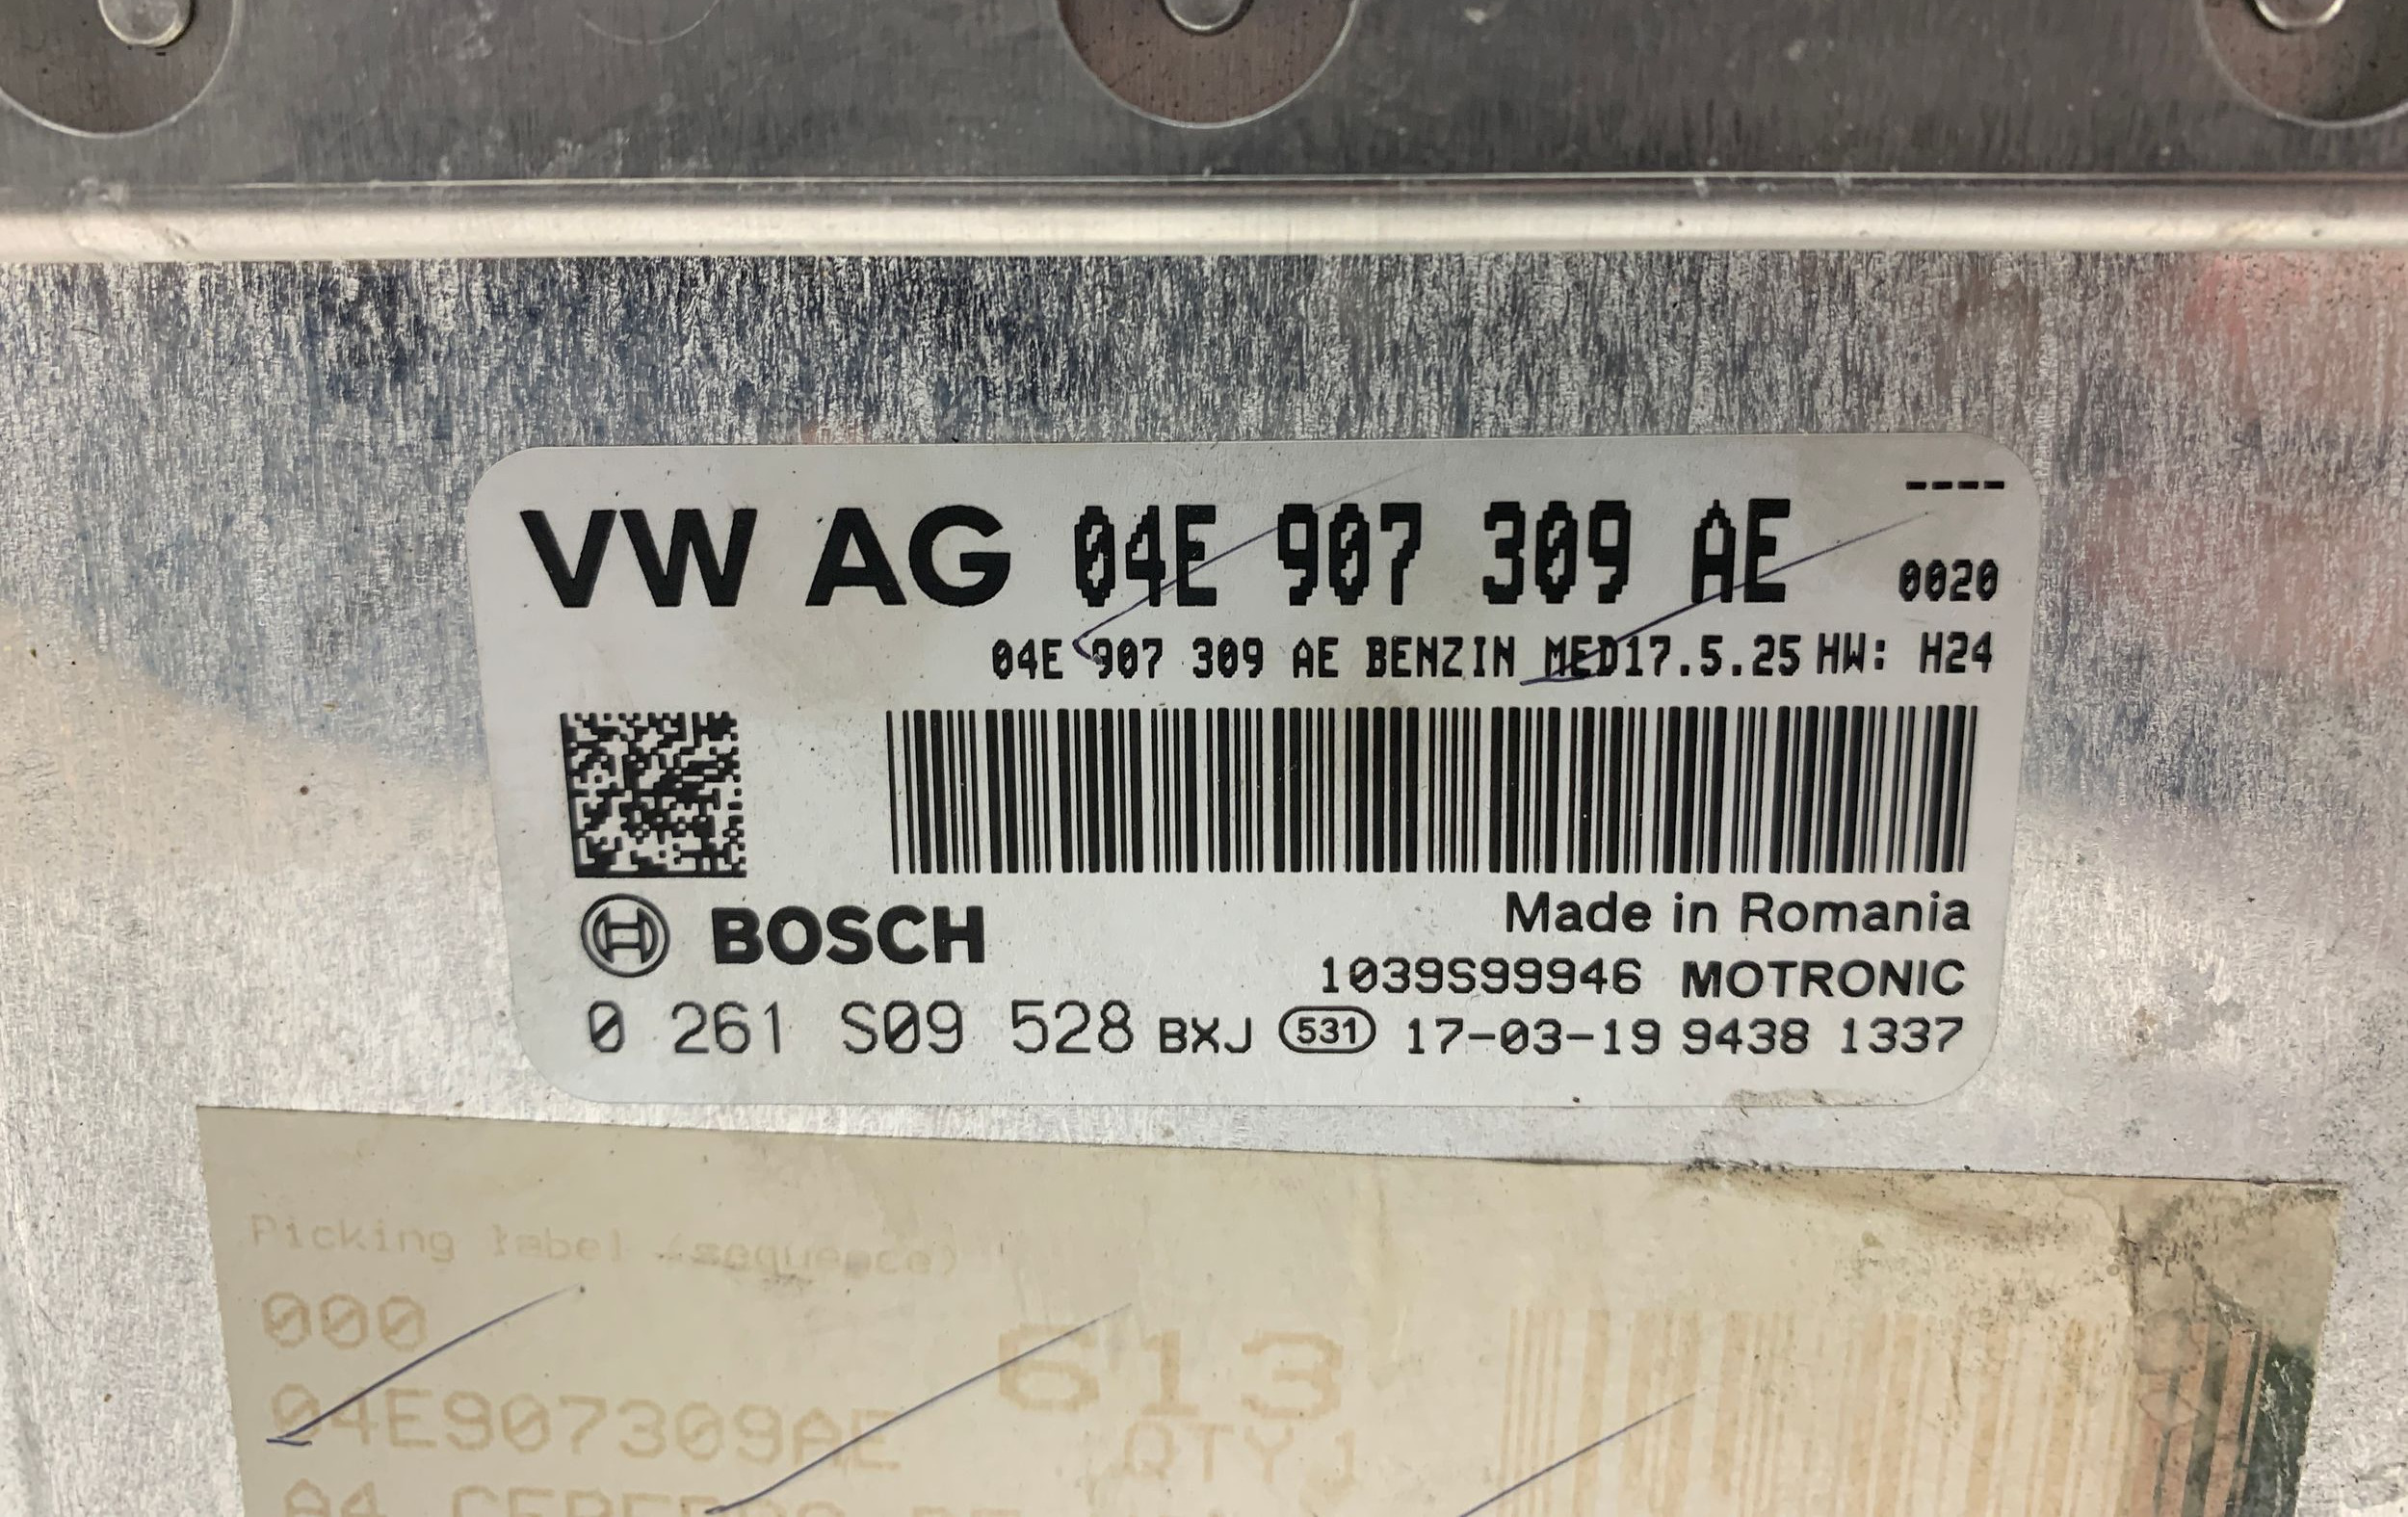 VW AG 04E 907 309 AE ----
0020
04E 907 309 AE BENZIN MED17.5.25 HW: H24
BOSCH
Made in Romania
1039S99946 MOTRONIC
0 261 S09 528 BXJ 531 17-03-19 9438 1337
Picking label (sequence)
000
613
04E907309AE
QTY 1